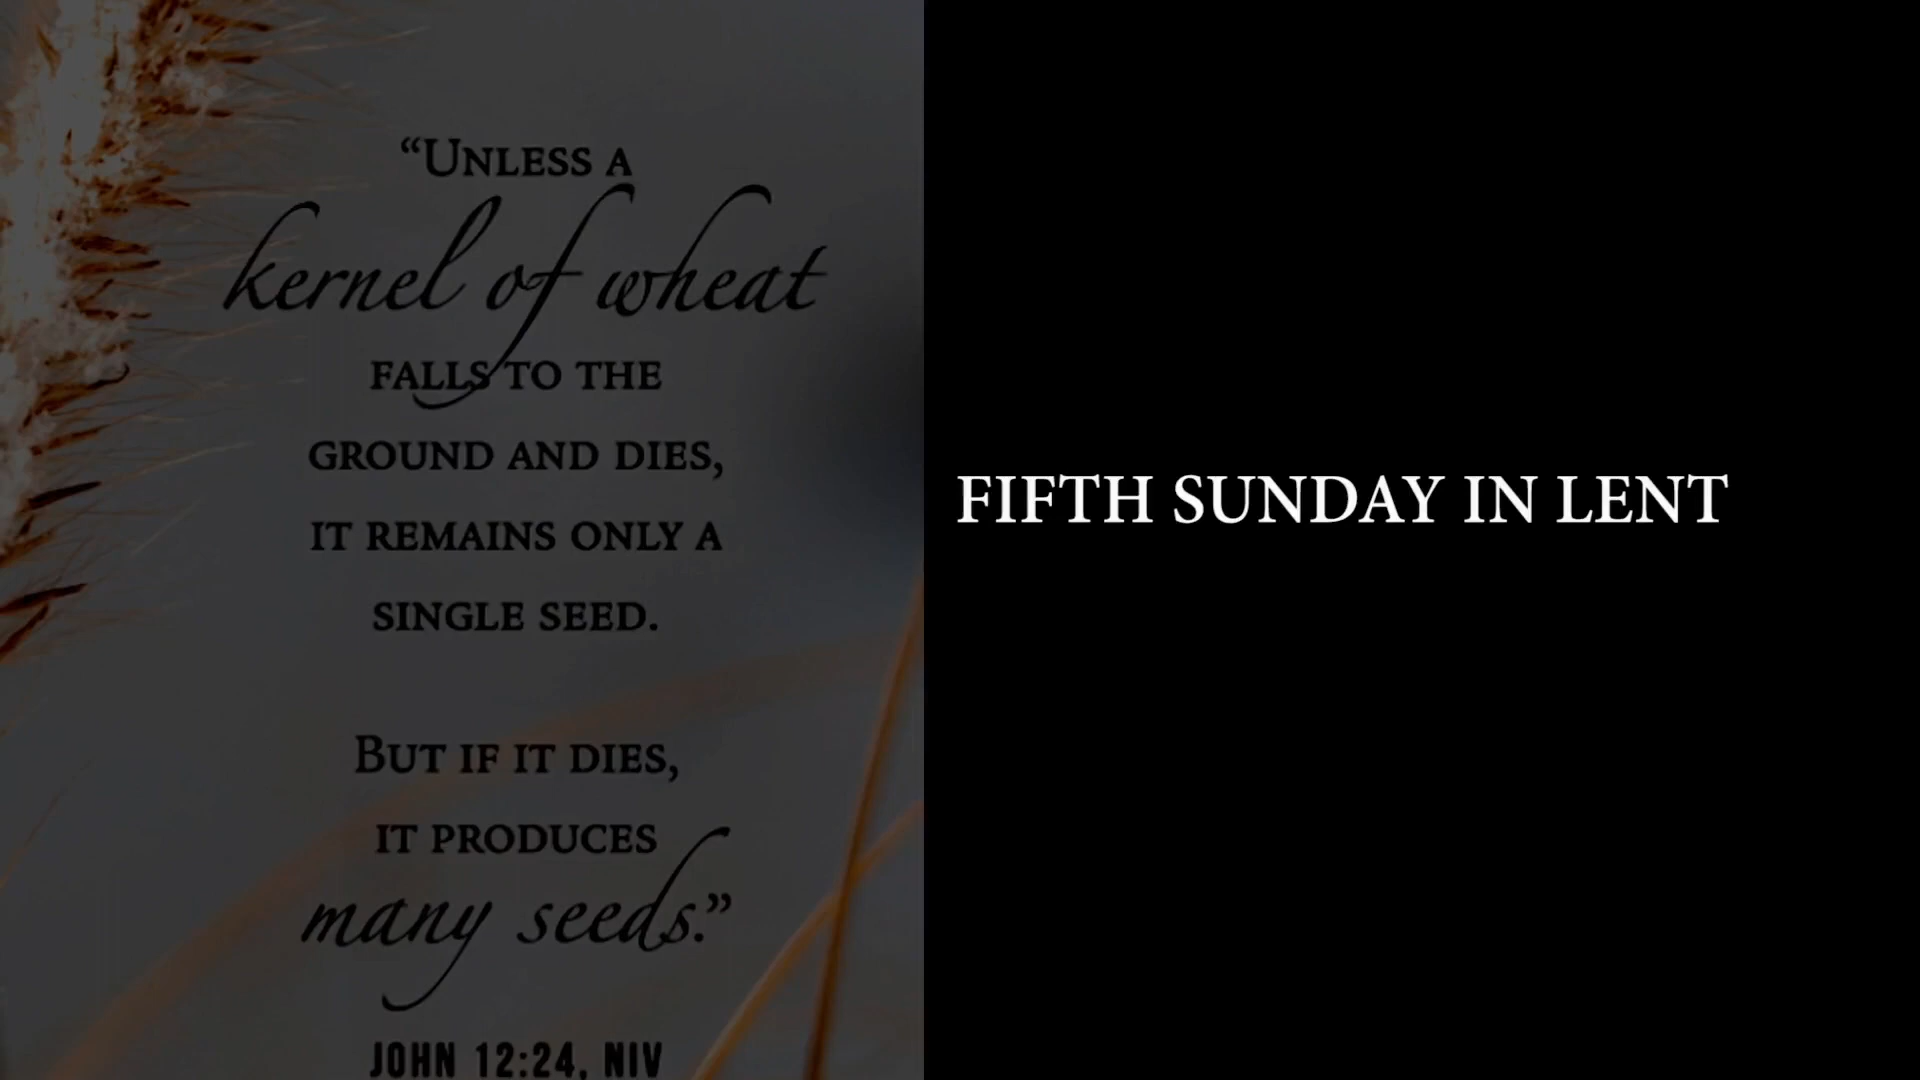 “UNLESS A
kernel of wheat
FALLS TO THE
GROUND AND DIES,
IT REMAINS ONLY A
SINGLE SEED.
BUT IF IT DIES,
IT PRODUCES
many seeds.”
JOHN 12:24, NIV
FIFTH SUNDAY IN LENT